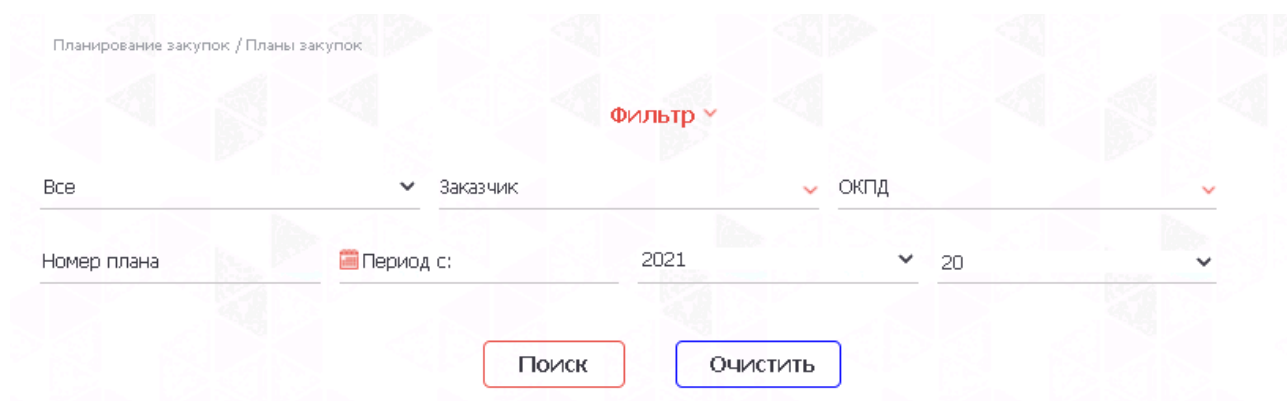 Планирование закупок / Планы закупок
Фильтр
Все Заказчик ОКПД
Номер плана Период с: 2021 20
Поиск Очистить